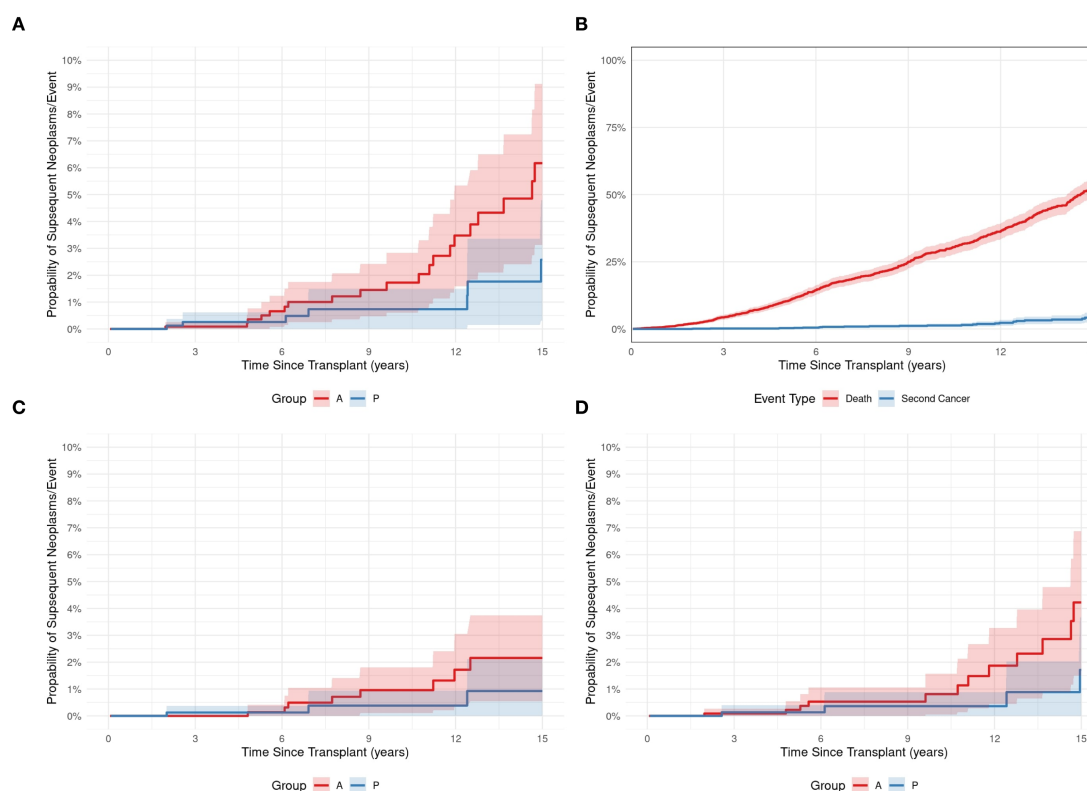 A
Propability of Supsequent Neoplasms/Event
10%
9%
8%
7%
6%
5%
4%
3%
2%
1%
0%
0 3 6 9 12 15
Time Since Transplant (years)
Group A P
B
Propability of Supsequent Neoplasms/Event
100%
75%
50%
25%
0%
0 3 6 9 12
Time Since Transplant (years)
Event Type Death Second Cancer
C
Propability of Supsequent Neoplasms/Event
10%
9%
8%
7%
6%
5%
4%
3%
2%
1%
0%
0 3 6 9 12 15
Time Since Transplant (years)
Group A P
D
Propability of Supsequent Neoplasms/Event
10%
9%
8%
7%
6%
5%
4%
3%
2%
1%
0%
0 3 6 9 12 15
Time Since Transplant (years)
Group A P